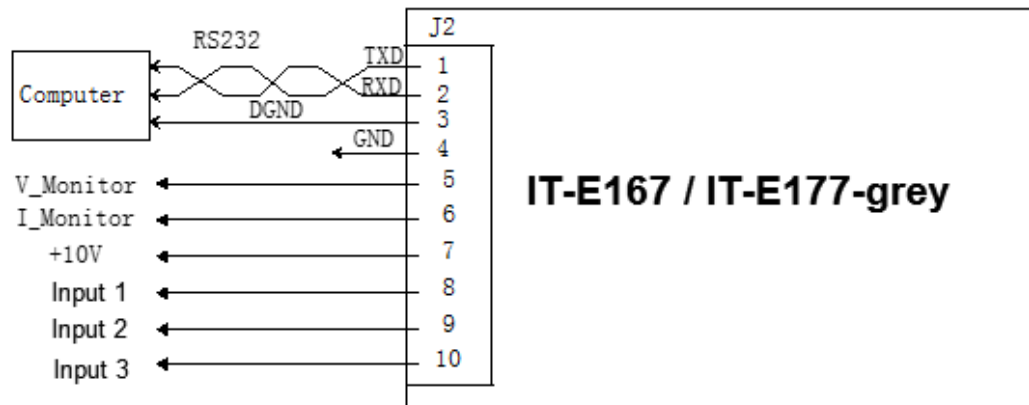 J2
RS232
TXD
1
Computer
RXD
2
DGND
3
GND
4
V_Monitor
5
IT-E167 / IT-E177-grey
I_Monitor
6
+10V
7
Input 1
8
Input 2
9
Input 3
10